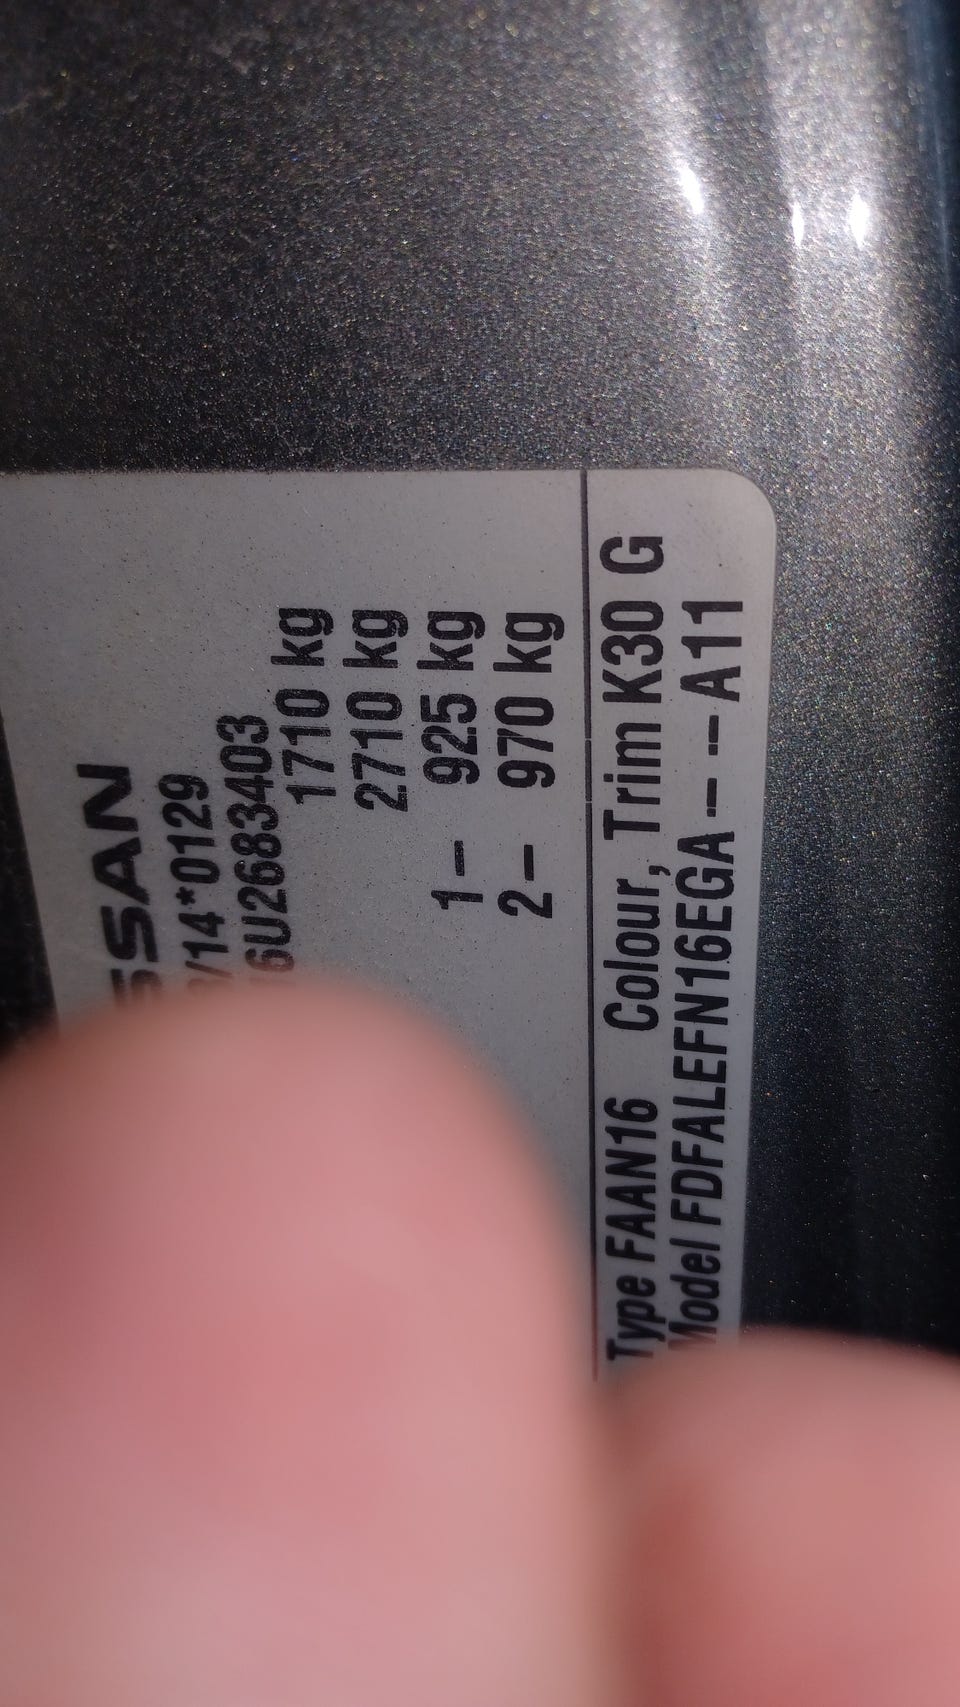 SSAN
/14*0129
6U2683403
1710 kg
2710 kg
1– 925 kg
2– 970 kg
Type FAAN16 Colour, Trim K30 G
Model FDFALEFN16EGA – – –A11